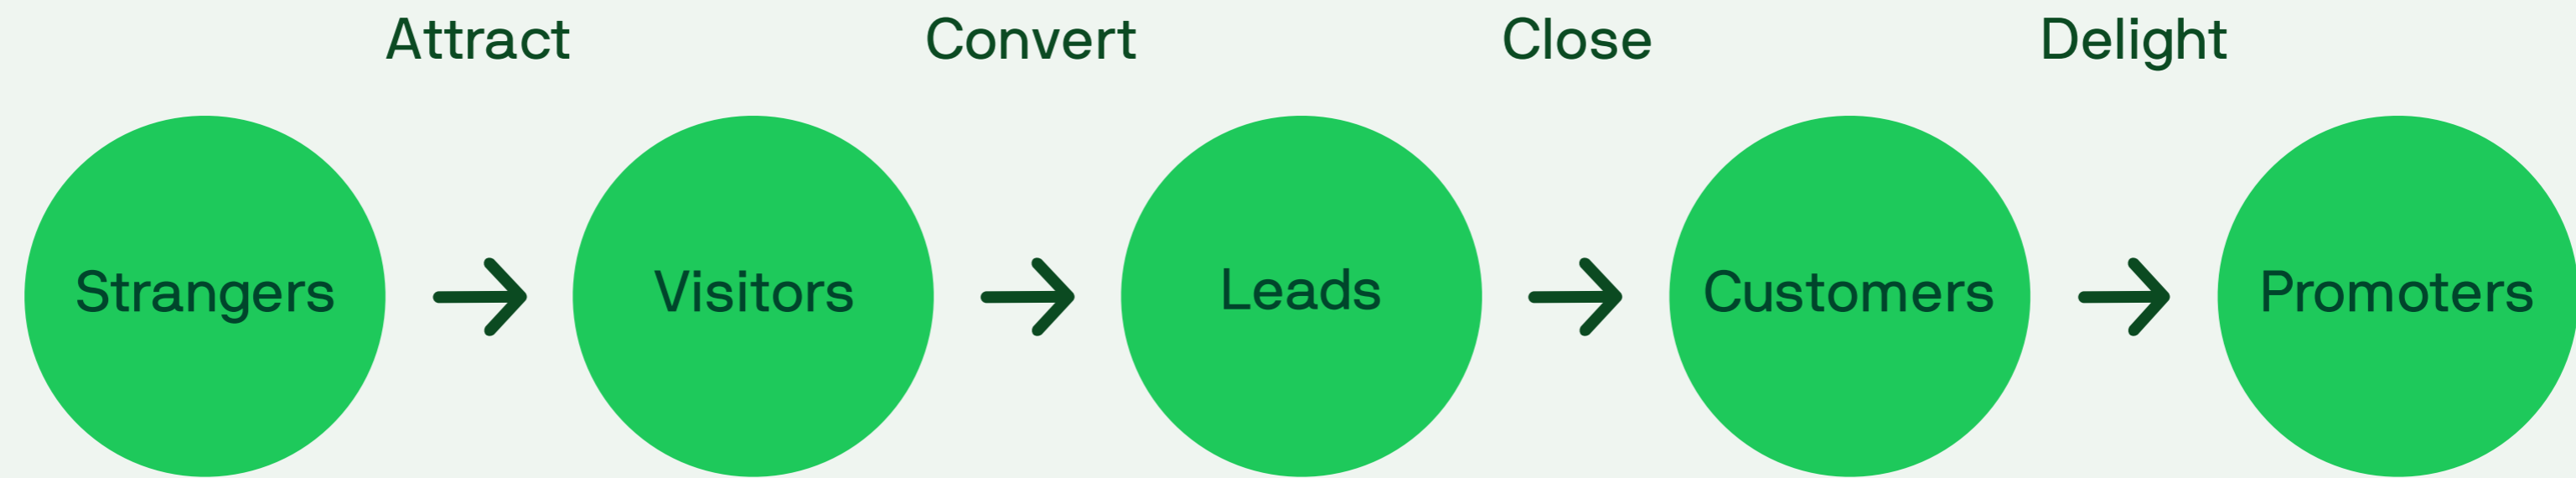 Attract
Convert
Close
Delight
Strangers
Visitors
Leads
Customers
Promoters